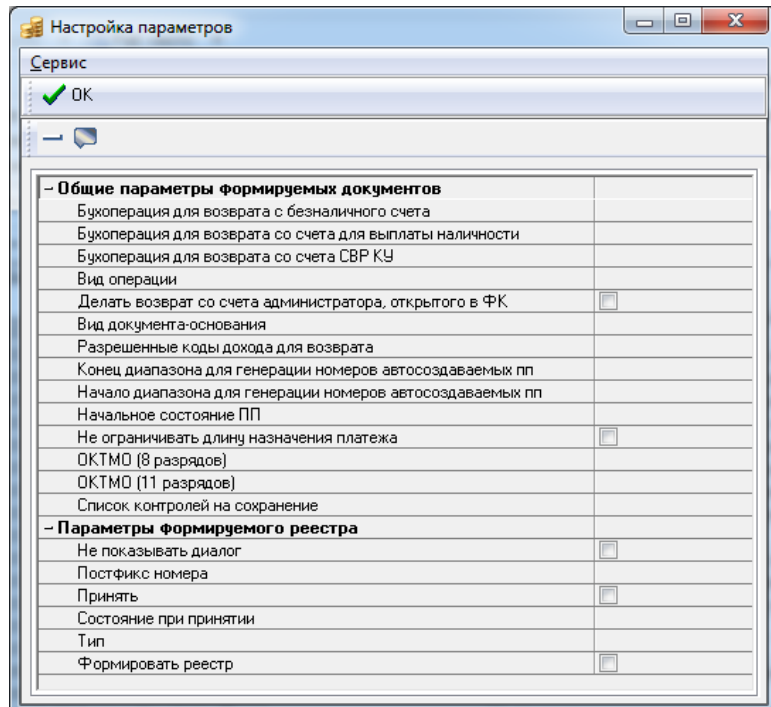 Настройка параметров
Сервис
OK
Общие параметры формируемых документов
Бухоперация для возврата с безналичного счета
Бухоперация для возврата со счета для выплаты наличности
Бухоперация для возврата со счета СВР КУ
Вид операции
Делать возврат со счета администратора, открытого в ФК
Вид документа-основания
Разрешенные коды дохода для возврата
Конец диапазона для генерации номеров автосоздаваемых пп
Начало диапазона для генерации номеров автосоздаваемых пп
Начальное состояние ПП
Не ограничивать длину назначения платежа
ОКТМО (8 разрядов)
ОКТМО (11 разрядов)
Список контролей на сохранение
Параметры формируемого реестра
Не показывать диалог
Постфикс номера
Принять
Состояние при принятии
Тип
Формировать реестр